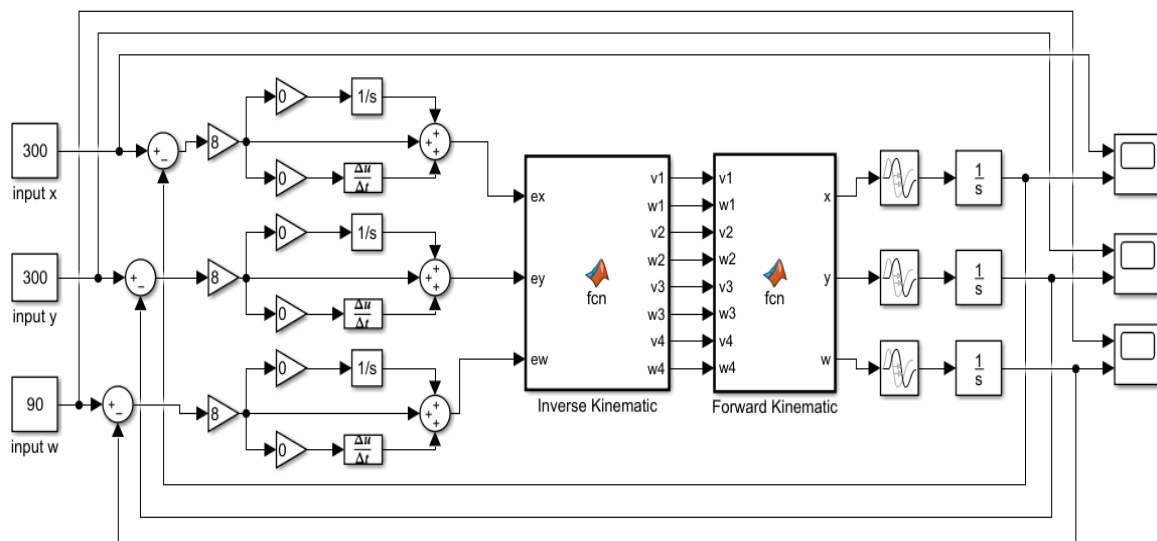 300
input x
+
−
8
0
1/s
0
Δu
Δt
+
+
+
300
input y
+
−
8
0
1/s
0
Δu
Δt
+
+
+
90
input w
+
−
8
0
1/s
0
Δu
Δt
+
+
+
ex
ey
ew
fcn
v1
w1
v2
w2
v3
w3
v4
w4
Inverse Kinematic
v1
w1
v2
w2
v3
w3
v4
w4
fcn
x
y
w
Forward Kinematic
1
s
1
s
1
s